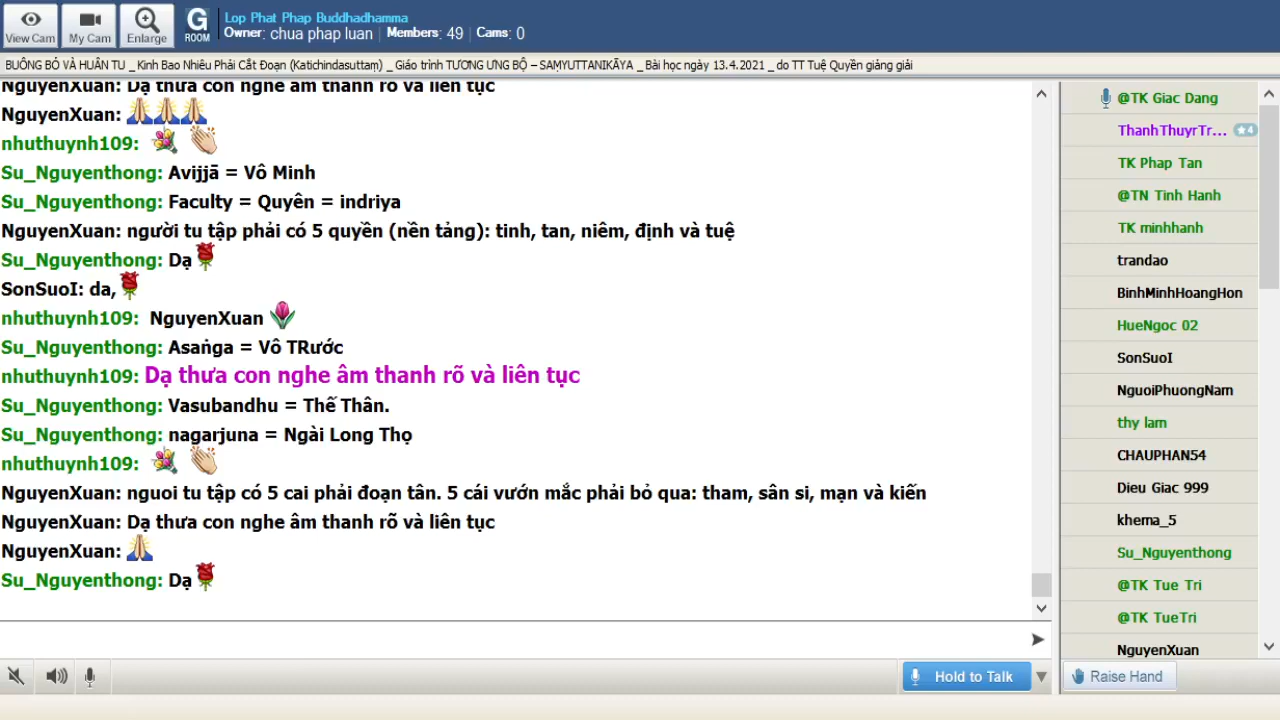 View Cam
My Cam
Enlarge
G
ROOM
Lop Phat Phap Buddhadhamma
Owner: chua phap luan | Members: 49 | Cams: 0
BUÔNG BỎ VÀ HUÂN TU _ Kinh Bao Nhiêu Phải Cắt Đoạn (Katichindasuttaṃ) _ Giáo trình TƯƠNG ƯNG BỘ – SAṂYUTTANIKĀYA _ Bài học ngày 13.4.2021 _ do TT Tuệ Quyền giảng giải
NguyenXuan: Dạ thưa con nghe âm thanh rõ và liên tục
NguyenXuan:
nhuthuynh109:
Su_Nguyenthong: Avijjā = Vô Minh
Su_Nguyenthong: Faculty = Quyên = indriya
NguyenXuan: người tu tập phải có 5 quyền (nền tảng): tinh, tan, niêm, định và tuệ
Su_Nguyenthong: Dạ
SonSuoI: da,
nhuthuynh109: NguyenXuan
Su_Nguyenthong: Asaṅga = Vô TRước
nhuthuynh109: Dạ thưa con nghe âm thanh rõ và liên tục
Su_Nguyenthong: Vasubandhu = Thế Thân.
Su_Nguyenthong: nagarjuna = Ngài Long Thọ
nhuthuynh109:
NguyenXuan: nguoi tu tập có 5 cai phải đoạn tân. 5 cái vướn mắc phải bỏ qua: tham, sân si, mạn và kiến
NguyenXuan: Dạ thưa con nghe âm thanh rõ và liên tục
NguyenXuan:
Su_Nguyenthong: Dạ
@TK Giac Dang
ThanhThuyrTr... ★4
TK Phap Tan
@TN Tinh Hanh
TK minhhanh
trandao
BinhMinhHoangHon
HueNgoc 02
SonSuoI
NguoiPhuongNam
thy lam
CHAUPHAN54
Dieu Giac 999
khema_5
Su_Nguyenthong
@TK Tue Tri
@TK TueTri
NguyenXuan
Hold to Talk
Raise Hand